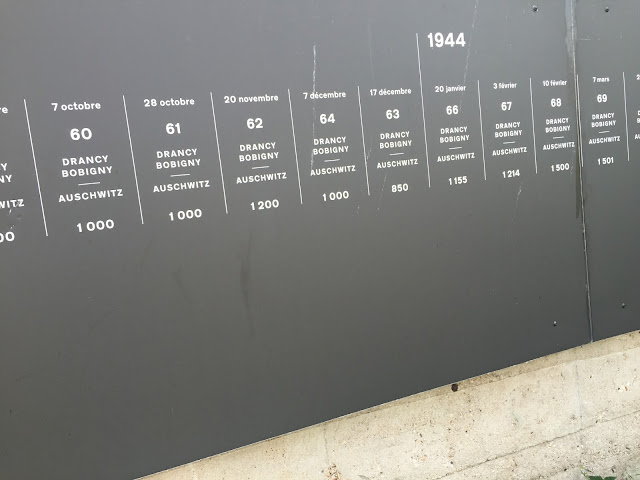 1944
7 octobre
60
DRANCY
BOBIGNY
—
AUSCHWITZ
1 000
28 octobre
61
DRANCY
BOBIGNY
—
AUSCHWITZ
1 000
20 novembre
62
DRANCY
BOBIGNY
—
AUSCHWITZ
1 200
7 décembre
64
DRANCY
BOBIGNY
—
AUSCHWITZ
1 000
17 décembre
63
DRANCY
BOBIGNY
—
AUSCHWITZ
850
20 janvier
66
DRANCY
BOBIGNY
—
AUSCHWITZ
1 155
3 février
67
DRANCY
BOBIGNY
—
AUSCHWITZ
1 214
10 février
68
DRANCY
BOBIGNY
—
AUSCHWITZ
1 500
7 mars
69
DRANCY
BOBIGNY
—
AUSCHWITZ
1 501